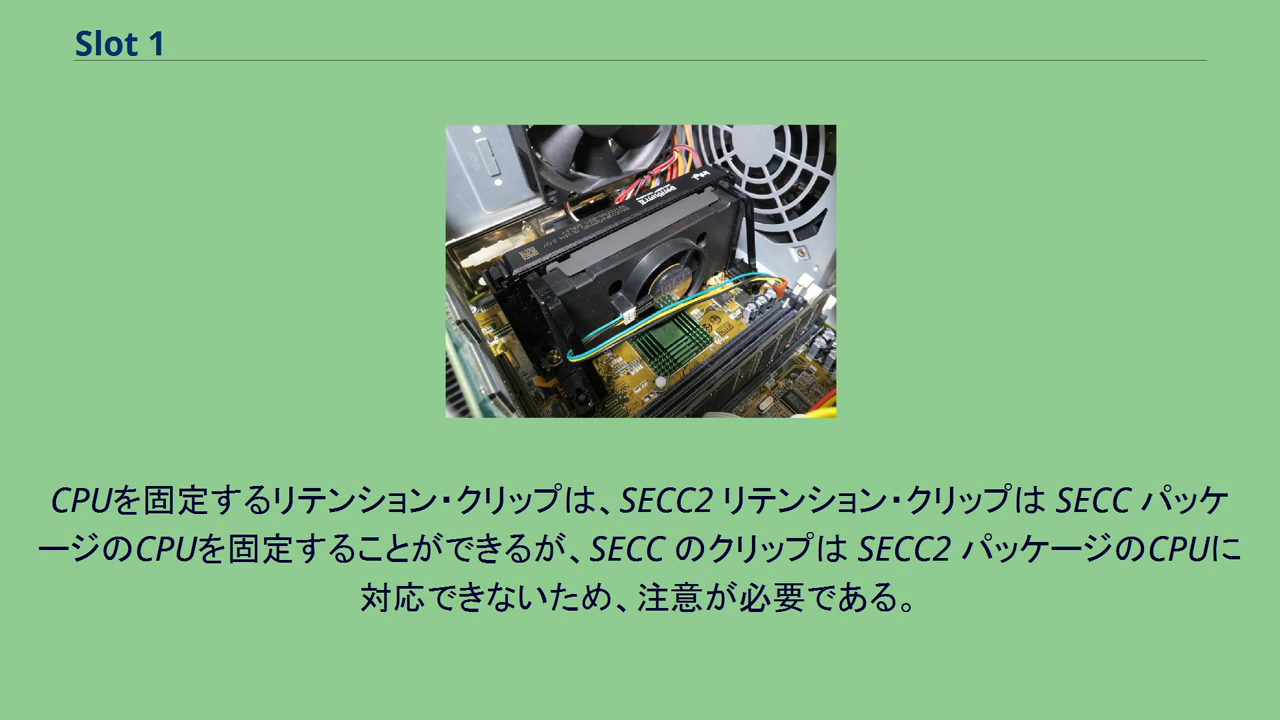 Slot 1
intel
CPUを固定するリテンション・クリップは、SECC2 リテンション・クリップは SECC パッケ
ージのCPUを固定することができるが、SECC のクリップは SECC2 パッケージのCPUに
対応できないため、注意が必要である。